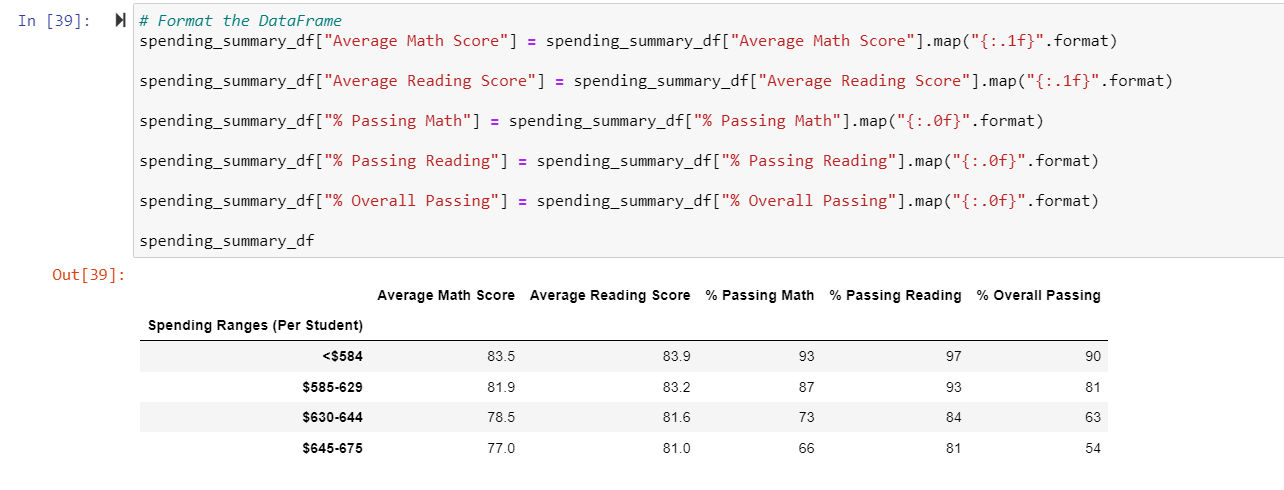 In [39]: # Format the DataFrame
spending_summary_df["Average Math Score"] = spending_summary_df["Average Math Score"].map("{:.1f}".format)
spending_summary_df["Average Reading Score"] = spending_summary_df["Average Reading Score"].map("{:.1f}".format)
spending_summary_df["% Passing Math"] = spending_summary_df["% Passing Math"].map("{:.0f}".format)
spending_summary_df["% Passing Reading"] = spending_summary_df["% Passing Reading"].map("{:.0f}".format)
spending_summary_df["% Overall Passing"] = spending_summary_df["% Overall Passing"].map("{:.0f}".format)
spending_summary_df
Out[39]:
Average Math Score Average Reading Score % Passing Math % Passing Reading % Overall Passing
Spending Ranges (Per Student)
<$584 83.5 83.9 93 97 90
$585-629 81.9 83.2 87 93 81
$630-644 78.5 81.6 73 84 63
$645-675 77.0 81.0 66 81 54